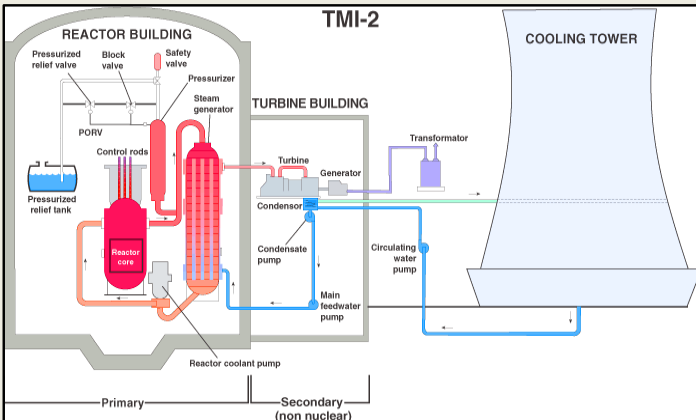 TMI-2
REACTOR BUILDING
COOLING TOWER
Pressurized
relief valve
Block
valve
Safety
valve
Pressurizer
Steam
generator
TURBINE BUILDING
PORV
Control rods
Transformator
Turbine
Generator
Pressurized
relief tank
Condensor
Reactor
core
Condensate
pump
Circulating
water
pump
Main
feedwater
pump
Reactor coolant pump
Primary
Secondary
(non nuclear)